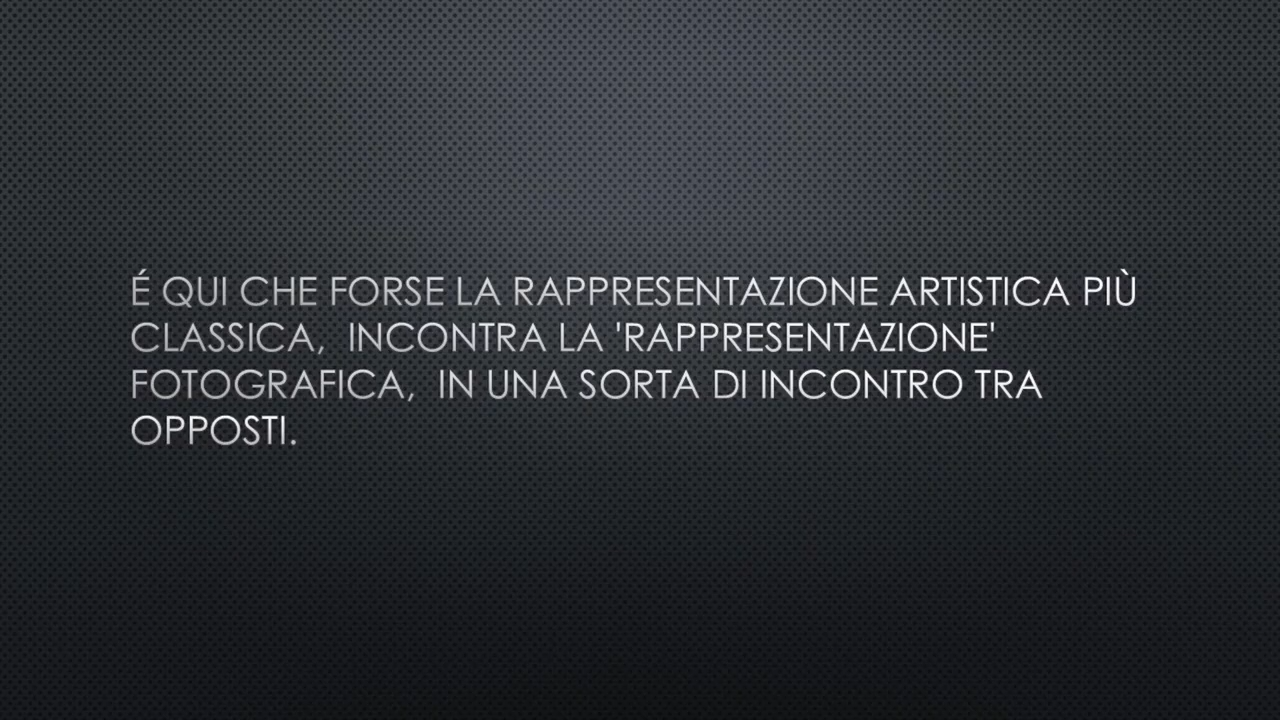 É QUI CHE FORSE LA RAPPRESENTAZIONE ARTISTICA PIÙ
CLASSICA,  INCONTRA LA 'RAPPRESENTAZIONE'
FOTOGRAFICA,  IN UNA SORTA DI INCONTRO TRA
OPPOSTI.